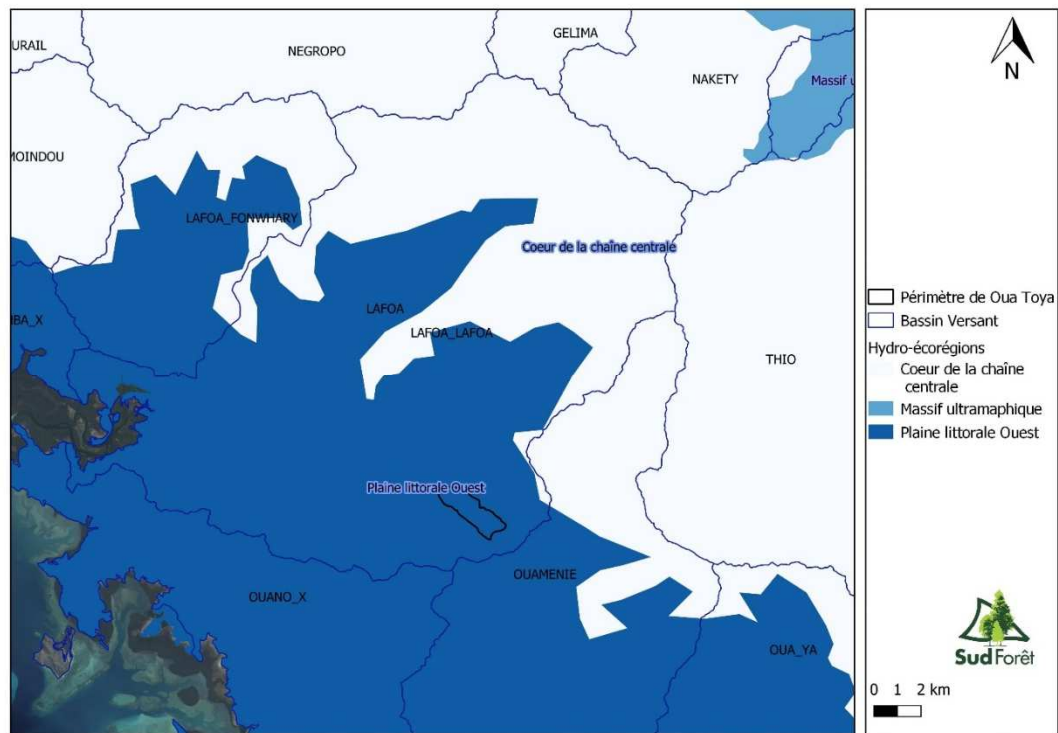 GELIMA
URAIL
NEGROPO
NAKETY
Massif u
MOINDOU
LAFOA_FONWHARY
Coeur de la chaîne centrale
LAFOA
LAFOA_LAFOA
THIO
Plaine littorale Ouest
OUAMENIE
OUANO_X
OUA_YA
N
Périmètre de Oua Toya
Bassin Versant
Hydro-écorégions
Coeur de la chaîne
centrale
Massif ultramaphique
Plaine littorale Ouest
Sud Forêt
0 1 2 km